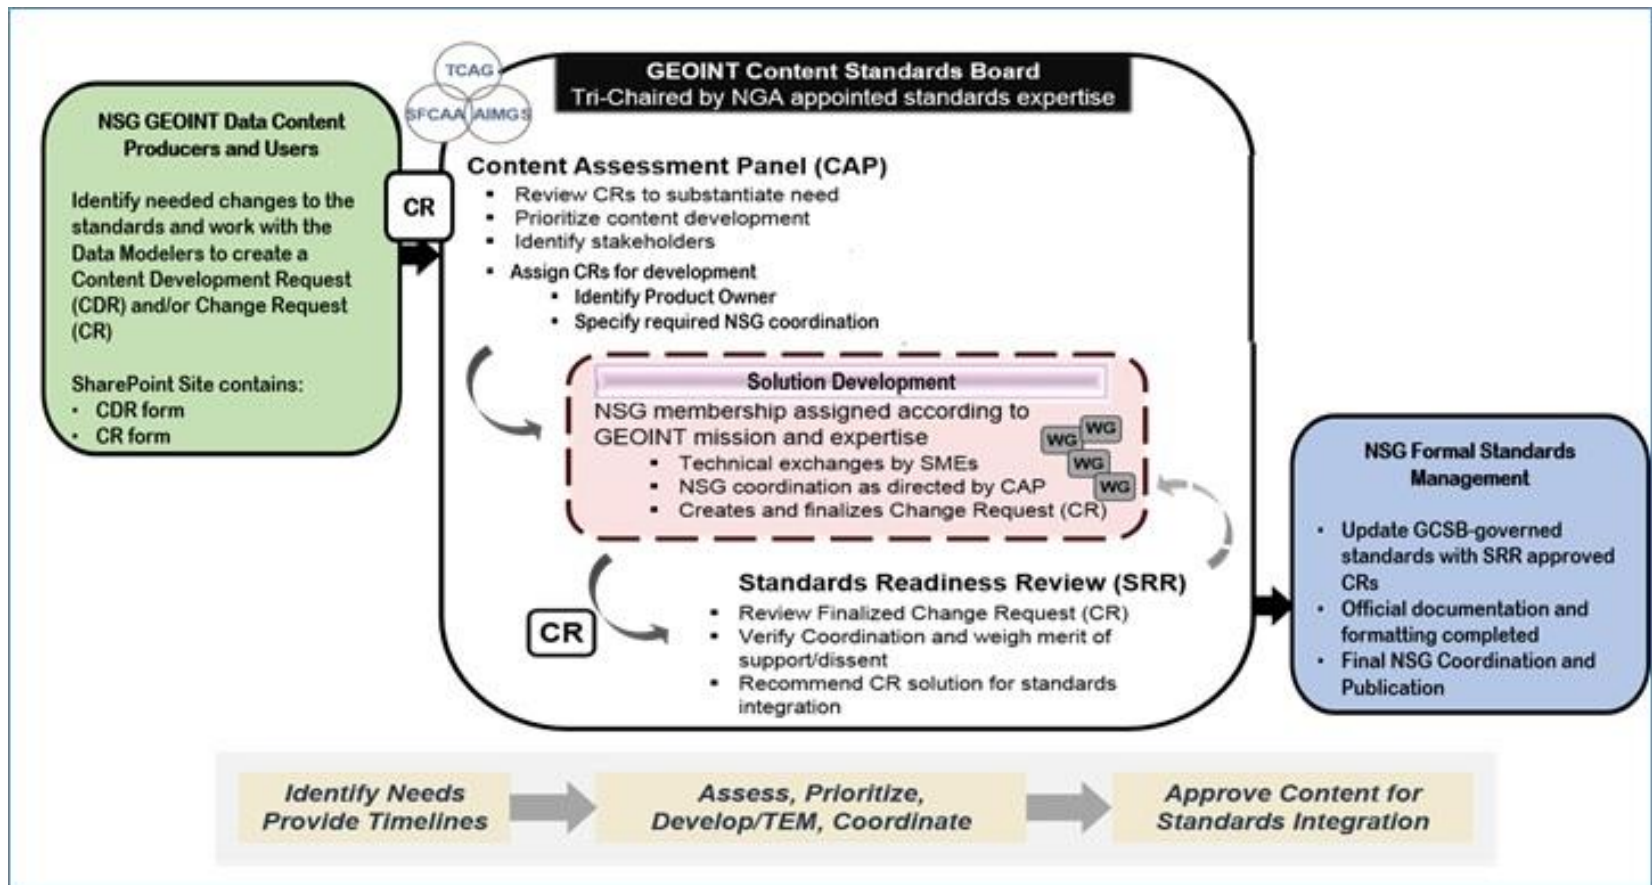 NSG GEOINT Data Content
Producers and Users
Identify needed changes to the
standards and work with the
Data Modelers to create a
Content Development Request
(CDR) and/or Change Request
(CR)
SharePoint Site contains:
• CDR form
• CR form
CR
TCAG
SFCAA
AIMGS
GEOINT Content Standards Board
Tri-Chaired by NGA appointed standards expertise
Content Assessment Panel (CAP)
▪ Review CRs to substantiate need
▪ Prioritize content development
▪ Identify stakeholders
▪ Assign CRs for development
▪ Identify Product Owner
▪ Specify required NSG coordination
Solution Development
NSG membership assigned according to
GEOINT mission and expertise
▪ Technical exchanges by SMEs
▪ NSG coordination as directed by CAP
▪ Creates and finalizes Change Request (CR)
WG
WG
WG
WG
CR
Standards Readiness Review (SRR)
▪ Review Finalized Change Request (CR)
▪ Verify Coordination and weigh merit of
support/dissent
▪ Recommend CR solution for standards
integration
NSG Formal Standards
Management
• Update GCSB-governed
standards with SRR approved
CRs
• Official documentation and
formatting completed
• Final NSG Coordination and
Publication
Identify Needs
Provide Timelines
Assess, Prioritize,
Develop/TEM, Coordinate
Approve Content for
Standards Integration